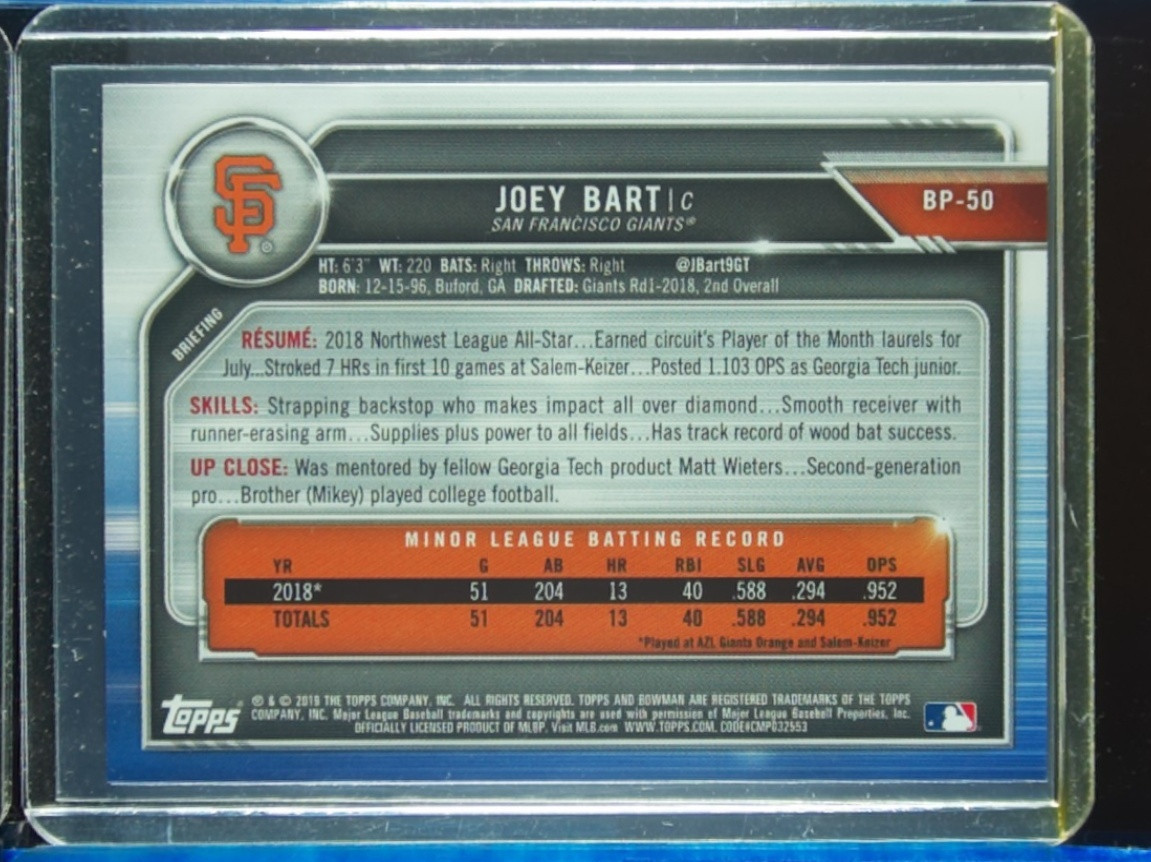 SF®
JOEY BART | C
BP-50
SAN FRANCISCO GIANTS®
HT: 6'3" WT: 220 BATS: Right THROWS: Right @JBart9GT
BORN: 12-15-96, Buford, GA DRAFTED: Giants Rd1-2018, 2nd Overall
BRIEFING
RÉSUMÉ: 2018 Northwest League All-Star...Earned circuit's Player of the Month laurels for
July...Stroked 7 HRs in first 10 games at Salem-Keizer...Posted 1.103 OPS as Georgia Tech junior.
SKILLS: Strapping backstop who makes impact all over diamond...Smooth receiver with
runner-erasing arm...Supplies plus power to all fields...Has track record of wood bat success.
UP CLOSE: Was mentored by fellow Georgia Tech product Matt Wieters...Second-generation
pro...Brother (Mikey) played college football.
MINOR LEAGUE BATTING RECORD
YR G AB HR RBI SLG AVG OPS
2018* 51 204 13 40 .588 .294 .952
TOTALS 51 204 13 40 .588 .294 .952
*Played at AZL Giants Orange and Salem-Keizer
Topps®
® & © 2019 THE TOPPS COMPANY, INC. ALL RIGHTS RESERVED. TOPPS AND BOWMAN ARE REGISTERED TRADEMARKS OF THE TOPPS
COMPANY, INC. Major League Baseball trademarks and copyrights are used with permission of Major League Baseball Properties, Inc.
OFFICIALLY LICENSED PRODUCT OF MLBP. Visit MLB.com WWW.TOPPS.COM. CODE#CMP032553